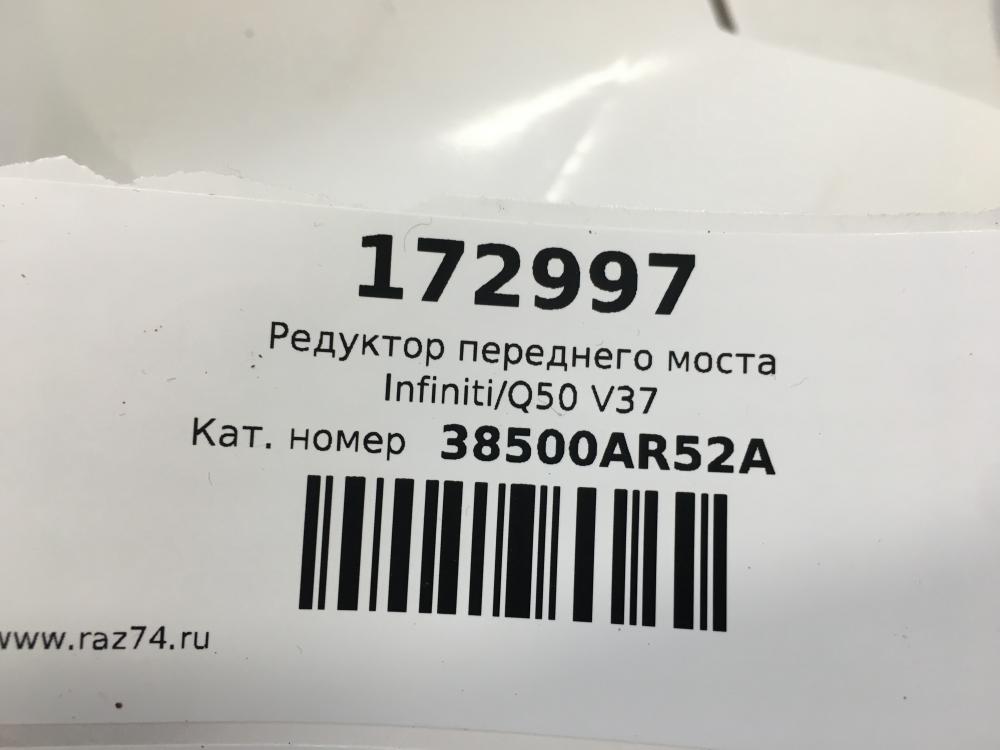 172997
Редуктор переднего моста
Infiniti/Q50 V37
Кат. номер 38500AR52A
www.raz74.ru